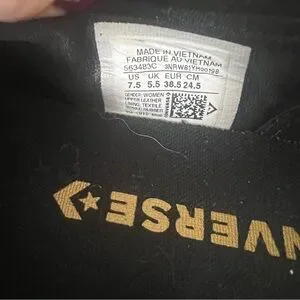 MADE IN VIETNAM
FABRIQUE AU VIETNAM
563483C
US UK EUR CM
7.5 5.5 38.5 24.5
GENDER: WOMEN
UPPER: LEATHER
LINING: TEXTILE
NVERSE